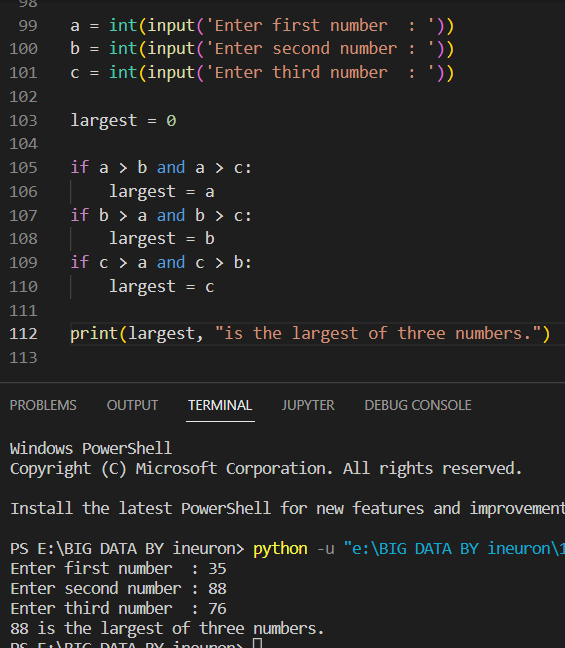 98
99 a = int(input('Enter first number  : '))
100 b = int(input('Enter second number : '))
101 c = int(input('Enter third number  : '))
102
103 largest = 0
104
105 if a > b and a > c:
106     largest = a
107 if b > a and b > c:
108     largest = b
109 if c > a and c > b:
110     largest = c
111
112 print(largest, "is the largest of three numbers.")
113
PROBLEMS OUTPUT TERMINAL JUPYTER DEBUG CONSOLE
Windows PowerShell
Copyright (C) Microsoft Corporation. All rights reserved.
Install the latest PowerShell for new features and improvement
PS E:\BIG DATA BY ineuron> python -u "e:\BIG DATA BY ineuron\1
Enter first number  : 35
Enter second number : 88
Enter third number  : 76
88 is the largest of three numbers.
PS E:\BIG DATA BY ineuron>